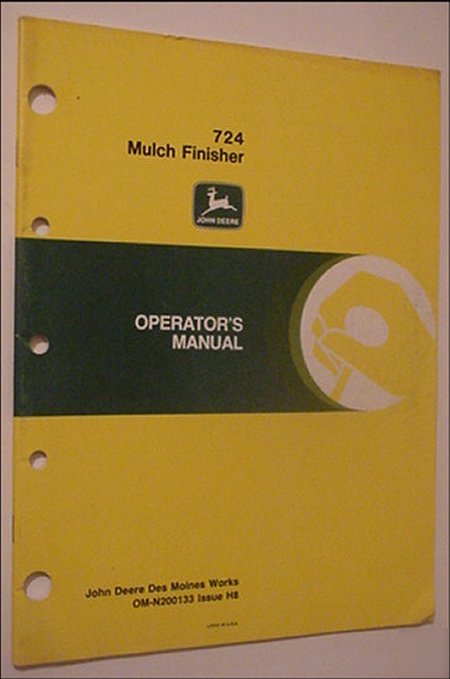 724
Mulch Finisher
JOHN DEERE
OPERATOR'S
MANUAL
John Deere Des Moines Works
OM-N200133 Issue H8